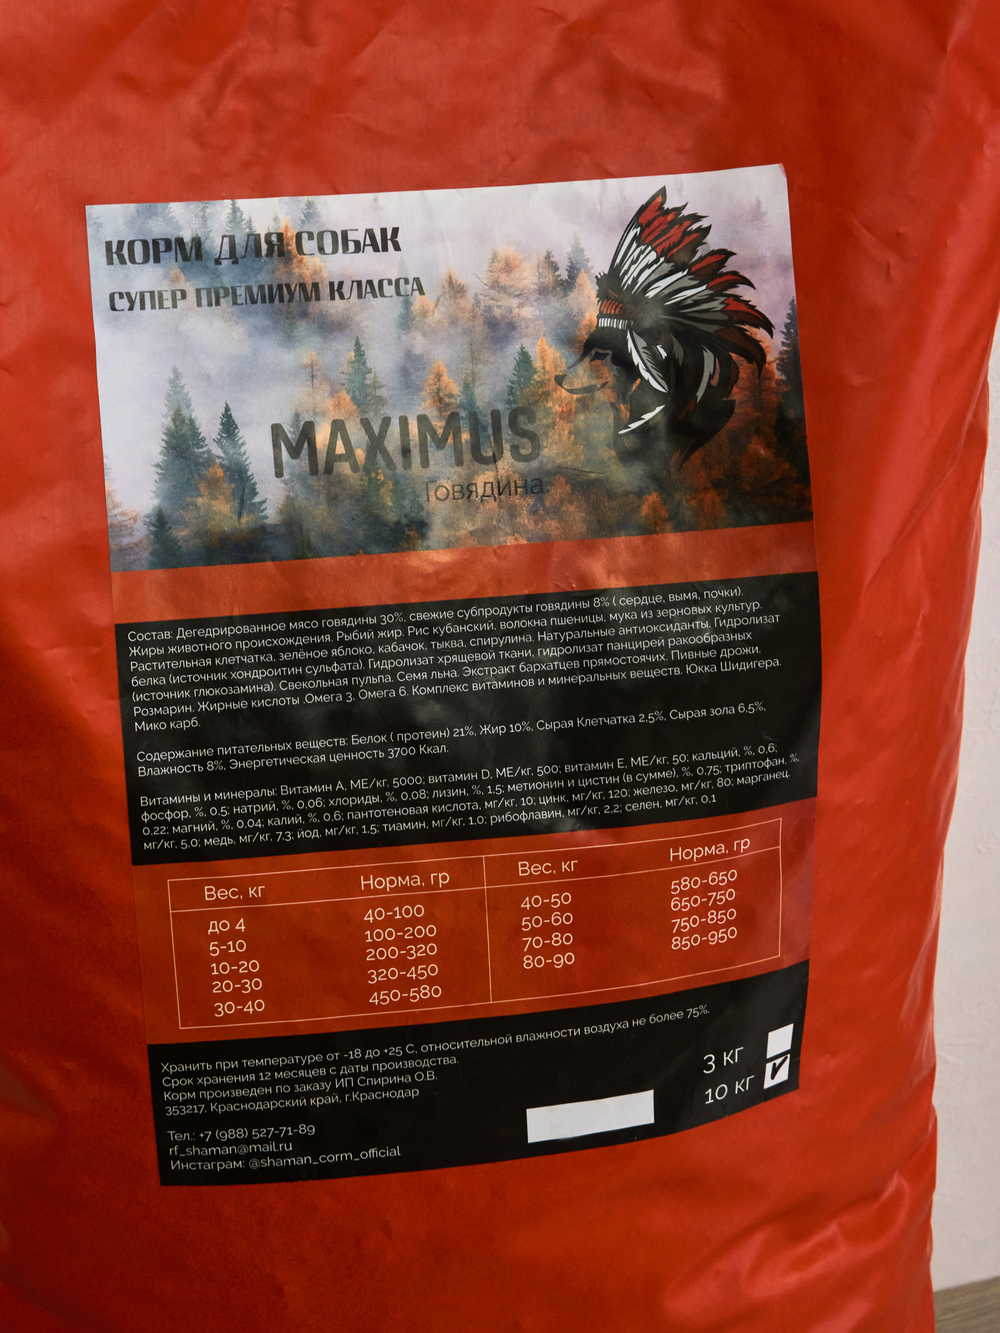 КОРМ ДЛЯ СОБАК
СУПЕР ПРЕМИУМ КЛАССА
MAXIMUS
Говядина
Состав: Дегедрированное мясо говядины 30%, свежие субпродукты говядины 8% ( сердце, вымя, почки).
Жиры животного происхождения. Рыбий жир. Рис кубанский, волокна пшеницы, мука из зерновых культур.
Растительная клетчатка, зелёное яблоко, кабачок, тыква, спирулина. Натуральные антиоксиданты. Гидролизат
белка (источник хондроитин сульфата). Гидролизат хрящевой ткани, гидролизат панцирей ракообразных
(источник глюкозамина). Свекольная пульпа. Семя льна. Экстракт бархатцев прямостоячих. Пивные дрожи.
Розмарин. Жирные кислоты .Омега 3, Омега 6. Комплекс витаминов и минеральных веществ. Юкка Шидигера.
Мико карб.
Содержание питательных веществ: Белок ( протеин) 21%, Жир 10%, Сырая Клетчатка 2,5%, Сырая зола 6,5%,
Влажность 8%, Энергетическая ценность 3700 Ккал.
Витамины и минералы: Витамин А, МЕ/кг, 5000; витамин D, МЕ/кг, 500; витамин Е, МЕ/кг, 50; кальций, %, 0,6;
фосфор, %, 0,5; натрий, %, 0,06; хлориды, %, 0,08; лизин, %, 1,5; метионин и цистин (в сумме), %, 0,75; триптофан, %,
0,22; магний, %, 0,04; калий, %, 0,6; пантотеновая кислота, мг/кг, 10; цинк, мг/кг, 120; железо, мг/кг, 80; марганец,
мг/кг, 5,0; медь, мг/кг, 7,3; йод, мг/кг, 1,5; тиамин, мг/кг, 1,0; рибофлавин, мг/кг, 2,2; селен, мг/кг, 0,1
Вес, кг Норма, гр Вес, кг Норма, гр
до 4 40-100 40-50 580-650
5-10 100-200 50-60 650-750
10-20 200-320 70-80 750-850
20-30 320-450 80-90 850-950
30-40 450-580
Хранить при температуре от -18 до +25 С, относительной влажности воздуха не более 75%.
Срок хранения 12 месяцев с даты производства.
Корм произведен по заказу ИП Спирина О.В.
353217, Краснодарский край, г.Краснодар
3 кг
10 кг
Тел.: +7 (988) 527-71-89
rf_shaman@mail.ru
Инстаграм: @shaman_corm_official